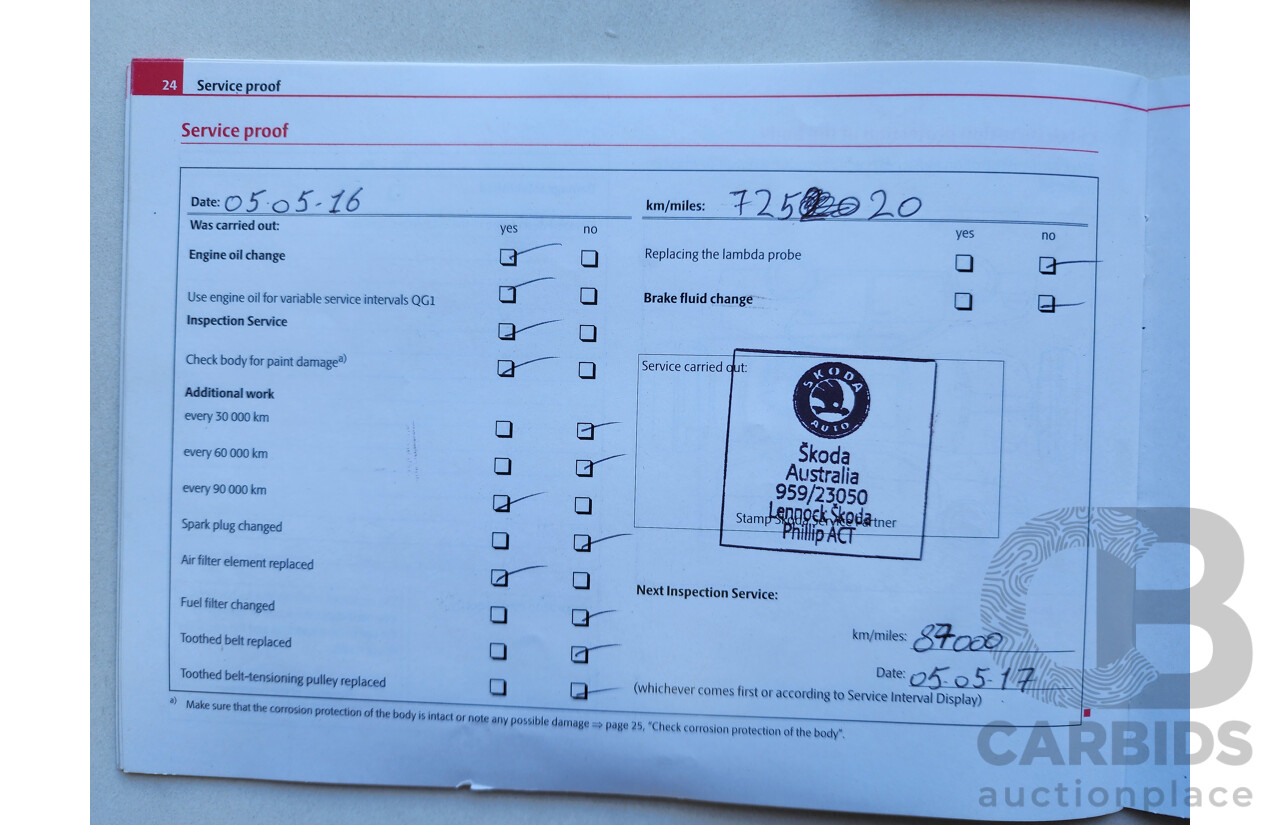 24 Service proof
Service proof
Date: 05.05.16
km/miles: 725 20
Was carried out:
yes no
yes no
Engine oil change
Replacing the lambda probe
Use engine oil for variable service intervals QG1
Brake fluid change
Inspection Service
Check body for paint damage a)
Service carried out:
Additional work
every 30 000 km
every 60 000 km
every 90 000 km
Spark plug changed
Air filter element replaced
Fuel filter changed
Toothed belt replaced
Toothed belt-tensioning pulley replaced
SKODA
AUTO
Škoda
Australia
959/23050
Lennock Škoda
Stamp Škoda Service Partner
Phillip ACT
Next Inspection Service:
km/miles: 87000
Date: 05.05.17
(whichever comes first or according to Service Interval Display)
a) Make sure that the corrosion protection of the body is intact or note any possible damage ⇒ page 25, "Check corrosion protection of the body".
CB
CARBIDS
auctionplace